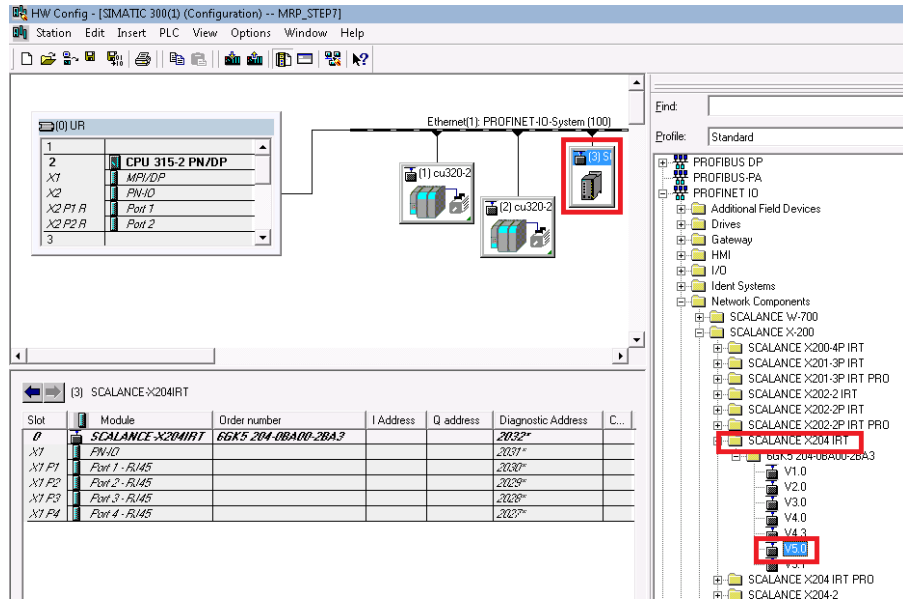 HW Config - [SIMATIC 300(1) (Configuration) -- MRP_STEP7]
Station Edit Insert PLC View Options Window Help
(0) UR
1
2 CPU 315-2 PN/DP
X1 MPI/DP
X2 PN-IO
X2 P1 R Port 1
X2 P2 R Port 2
3
Ethernet(1): PROFINET-IO-System (100)
(1) cu320-2
(2) cu320-2
(3) S
(3) SCALANCE-X204IRT
Slot Module Order number I Address Q address Diagnostic Address C...
0 SCALANCE-X204IRT 6GK5 204-0BA00-2BA3 2032*
X1 PN-IO 2031*
X1 P1 Port 1 - RJ45 2030*
X1 P2 Port 2 - RJ45 2029*
X1 P3 Port 3 - RJ45 2028*
X1 P4 Port 4 - RJ45 2027*
Find:
Profile: Standard
PROFIBUS DP
PROFIBUS-PA
PROFINET IO
Additional Field Devices
Drives
Gateway
HMI
I/O
Ident Systems
Network Components
SCALANCE W-700
SCALANCE X-200
SCALANCE X200-4P IRT
SCALANCE X201-3P IRT
SCALANCE X201-3P IRT PRO
SCALANCE X202-2 IRT
SCALANCE X202-2P IRT
SCALANCE X202-2P IRT PRO
SCALANCE X204 IRT
6GK5 204-0BA00-2BA3
V1.0
V2.0
V3.0
V4.0
V4.3
V5.0
V5.1
SCALANCE X204 IRT PRO
SCALANCE X204-2